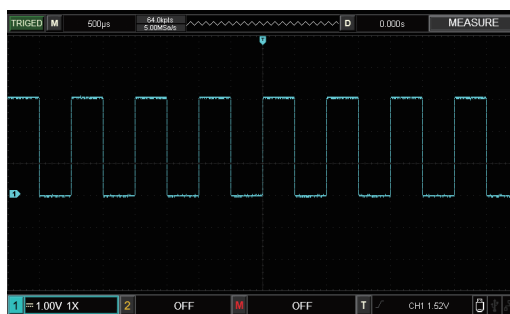 TRIGED M 500μs 64.0kpts D 0.000s MEASURE
5.00MSa/s
T
1
1 1.00V 1X 2 OFF M OFF T CH1 1.52V